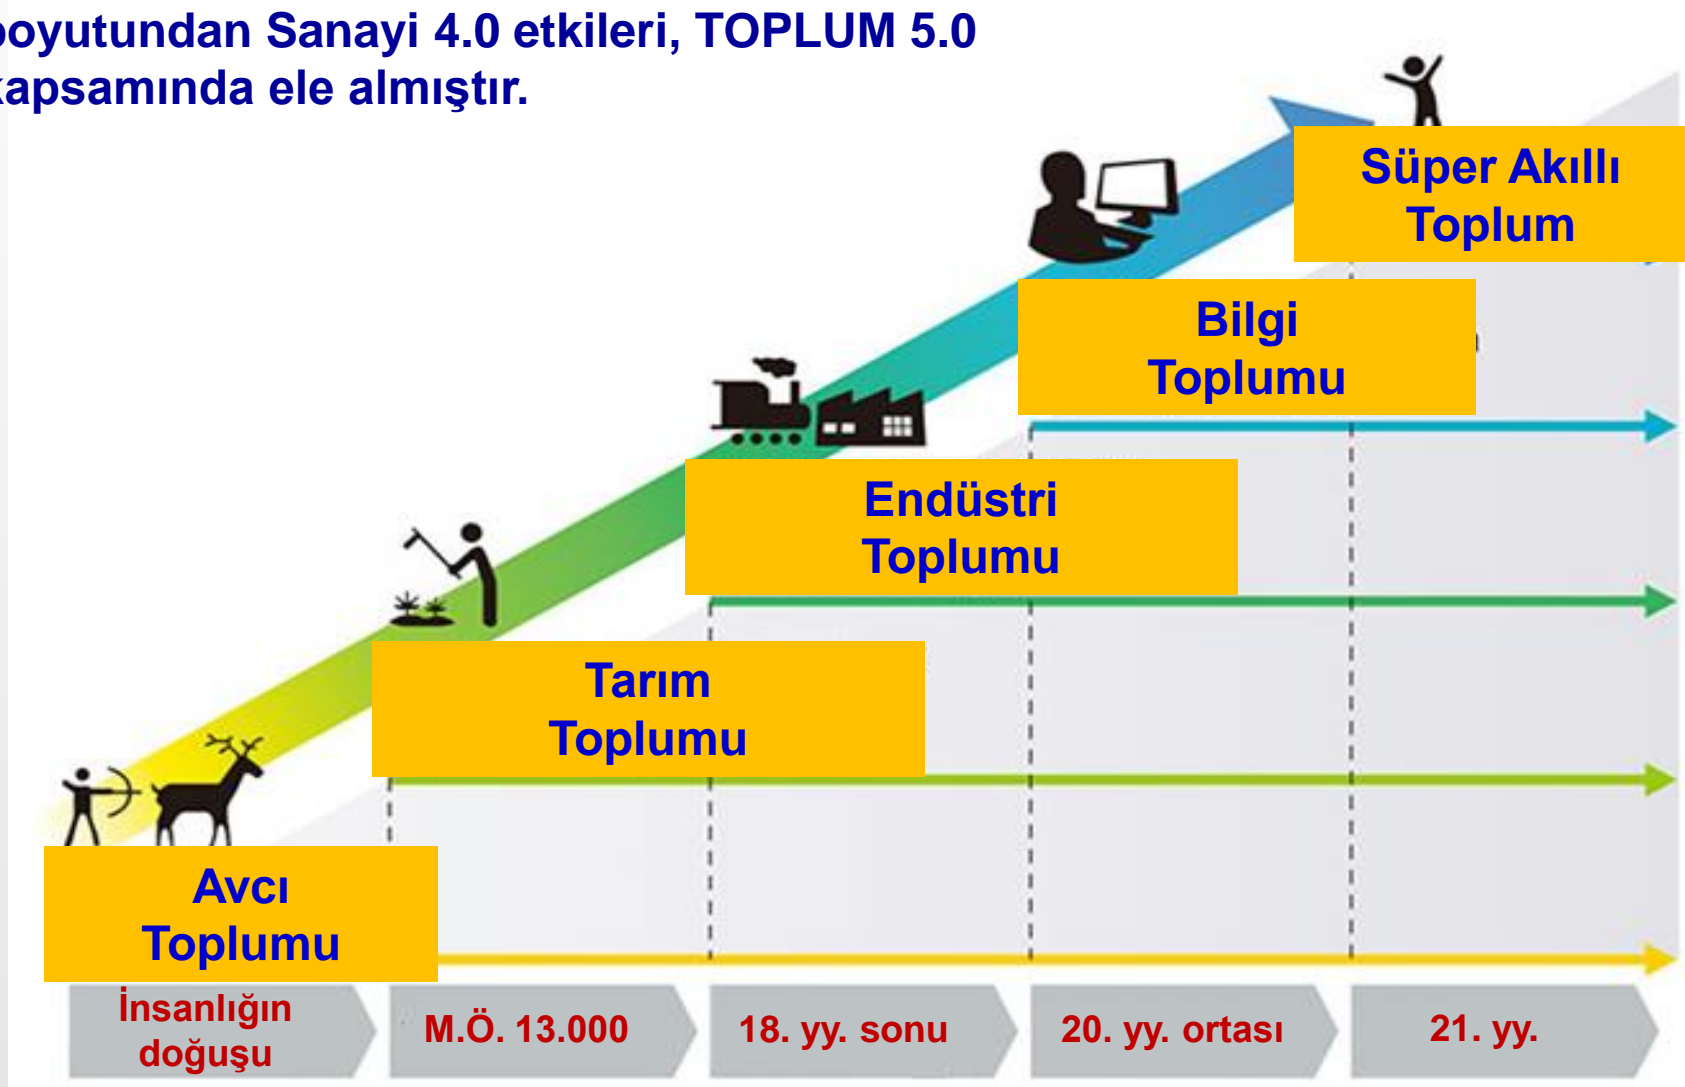 boyutundan Sanayi 4.0 etkileri, TOPLUM 5.0
kapsamında ele almıştır.
Süper Akıllı
Toplum
Bilgi
Toplumu
Endüstri
Toplumu
Tarım
Toplumu
Avcı
Toplumu
İnsanlığın
doğuşu
M.Ö. 13.000
18. yy. sonu
20. yy. ortası
21. yy.